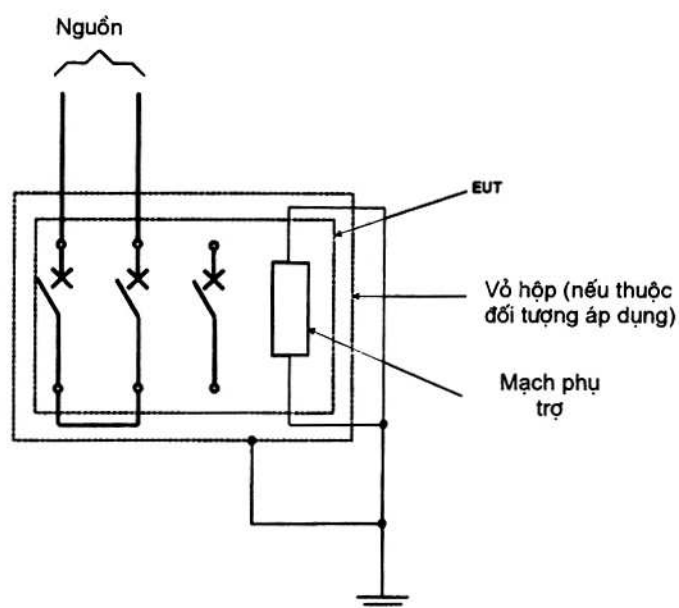 Nguồn
EUT
Vỏ hộp (nếu thuộc
đối tượng áp dụng)
Mạch phụ
trợ